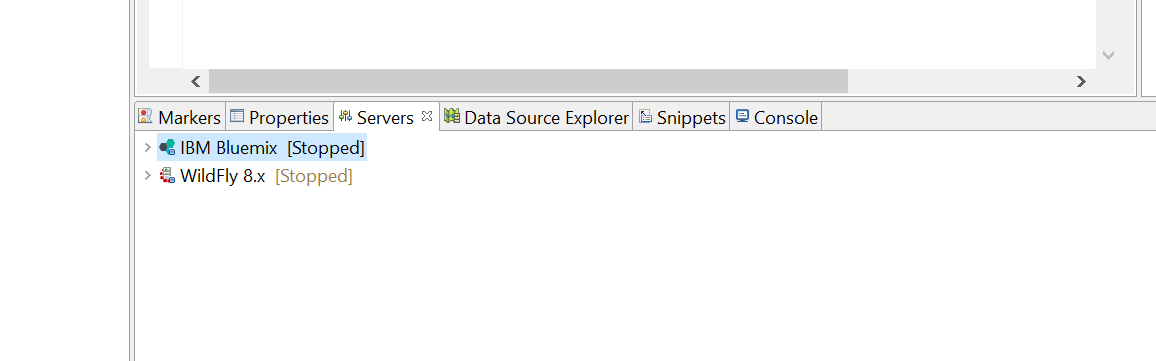 Markers Properties Servers Data Source Explorer Snippets Console
IBM Bluemix [Stopped]
WildFly 8.x [Stopped]